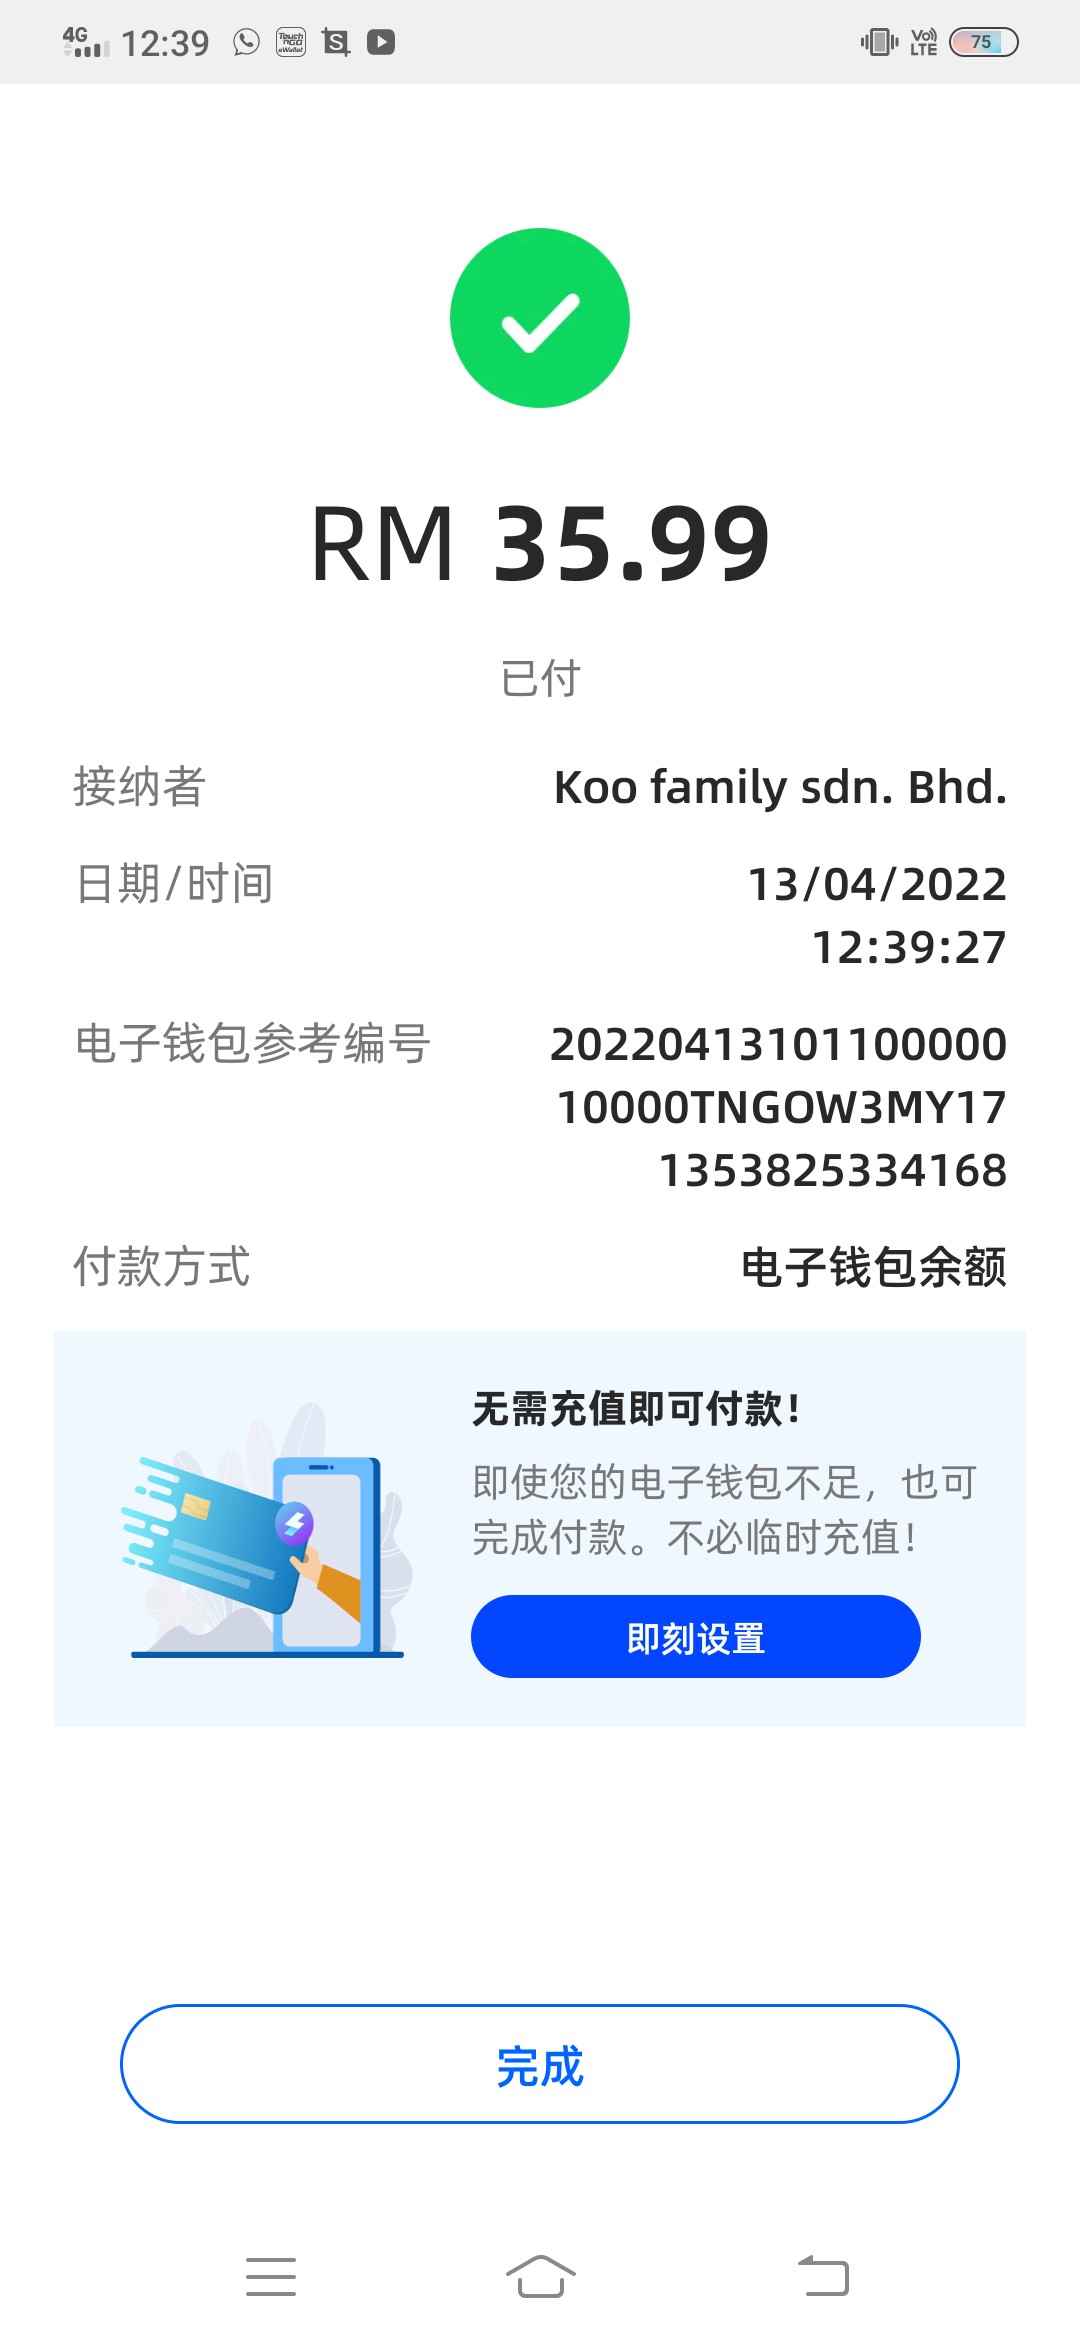 4G 12:39 Touch nGO eWallet S VoLTE 75
RM 35.99
已付
接纳者 Koo family sdn. Bhd.
日期/时间 13/04/2022
12:39:27
电子钱包参考编号 20220413101100000
10000TNGOW3MY17
1353825334168
付款方式 电子钱包余额
无需充值即可付款!
即使您的电子钱包不足，也可
完成付款。不必临时充值!
即刻设置
完成